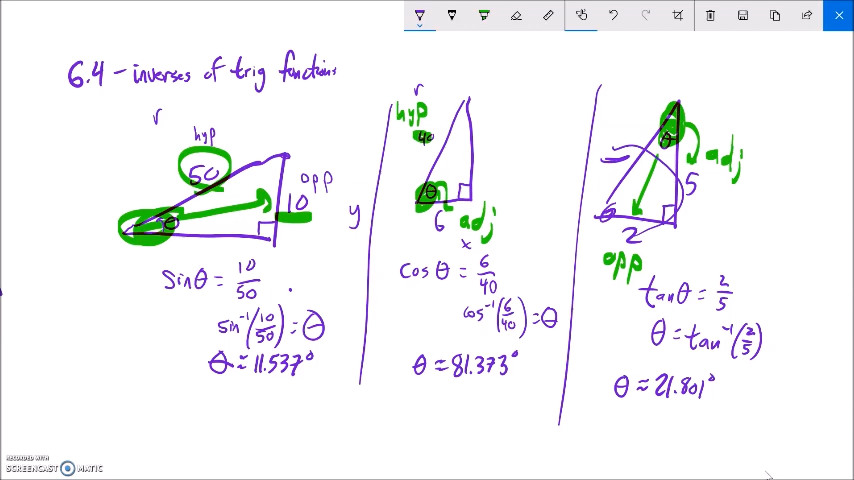 6.4 - inverses of trig functions
r
hyp
50
opp
10
θ
y
sinθ = 10/50
sin⁻¹(10/50) = θ
θ ≈ 11.537°
r
hyp
40
θ
6
adj
x
cos θ = 6/40
cos⁻¹(6/40) = θ
θ ≈ 81.373°
θ
adj
5
2
opp
tanθ = 2/5
θ = tan⁻¹(2/5)
θ ≈ 21.801°
RECORDED WITH
SCREENCAST MATIC